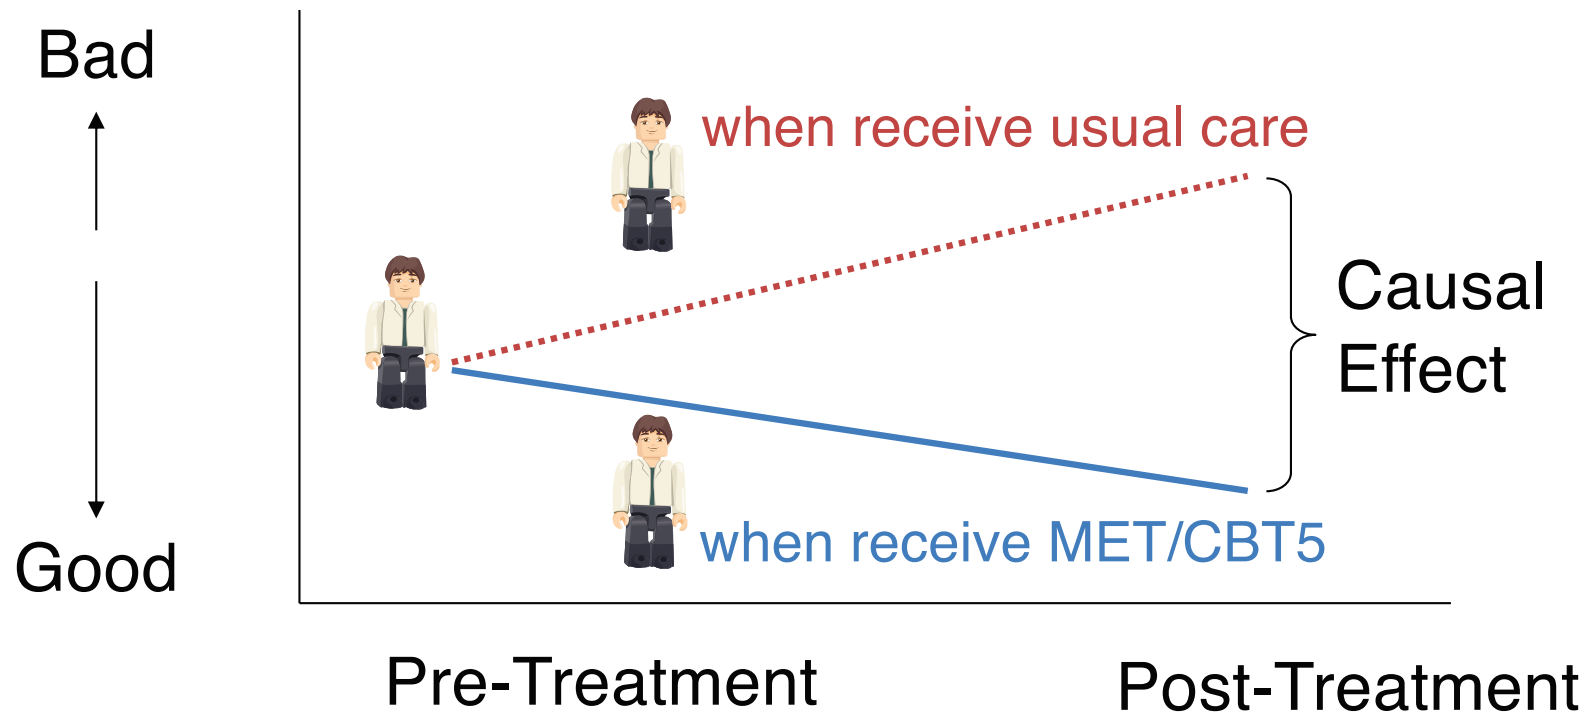 Bad
when receive usual care
Causal
Effect
when receive MET/CBT5
Good
Pre-Treatment
Post-Treatment